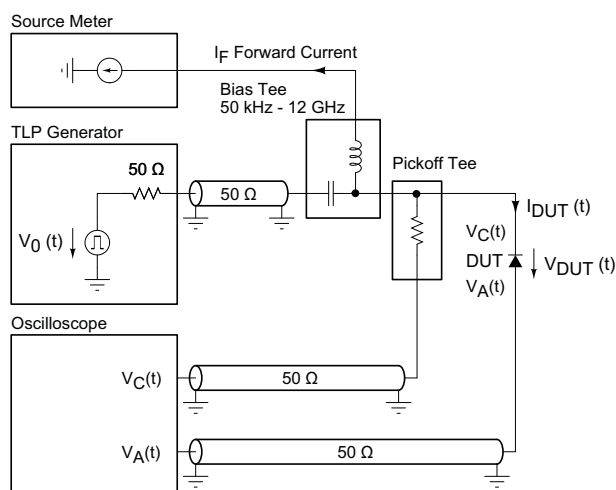 Source Meter
I_F Forward Current
Bias Tee
50 kHz - 12 GHz
TLP Generator
Pickoff Tee
50 Ω
50 Ω
V_0 (t)
I_DUT (t)
V_C(t)
DUT
V_DUT (t)
V_A(t)
Oscilloscope
V_C(t)
50 Ω
V_A(t)
50 Ω